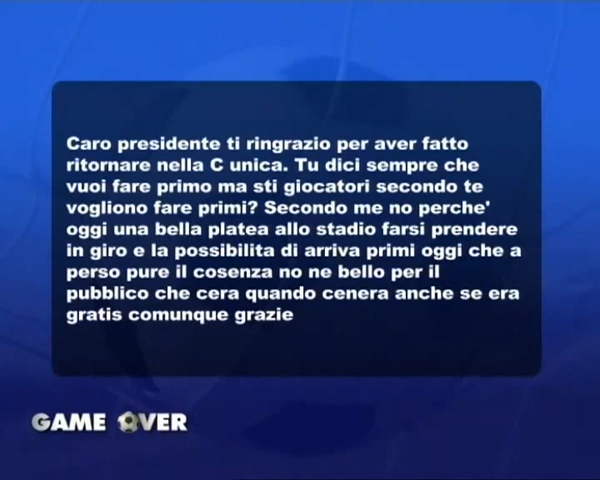 Caro presidente ti ringrazio per aver fatto
ritornare nella C unica. Tu dici sempre che
vuoi fare primo ma sti giocatori secondo te
vogliono fare primi? Secondo me no perche'
oggi una bella platea allo stadio farsi prendere
in giro e la possibilita di arriva primi oggi che a
perso pure il cosenza no ne bello per il
pubblico che cera quando cenera anche se era
gratis comunque grazie
GAME OVER